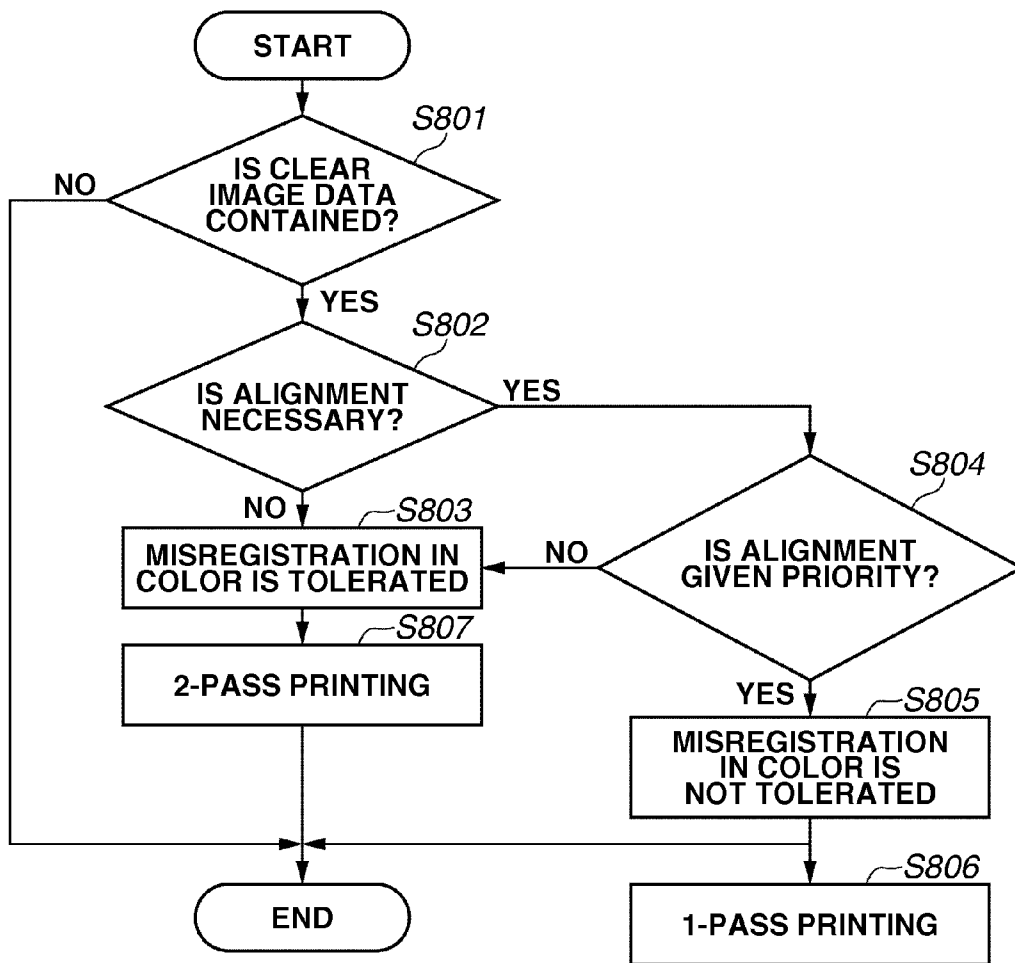 START
S801
IS CLEAR
IMAGE DATA
CONTAINED?
NO
YES
S802
IS ALIGNMENT
NECESSARY?
YES
NO
S803
MISREGISTRATION IN
COLOR IS TOLERATED
S804
IS ALIGNMENT
GIVEN PRIORITY?
NO
YES
S807
2-PASS PRINTING
S805
MISREGISTRATION
IN COLOR IS
NOT TOLERATED
S806
1-PASS PRINTING
END